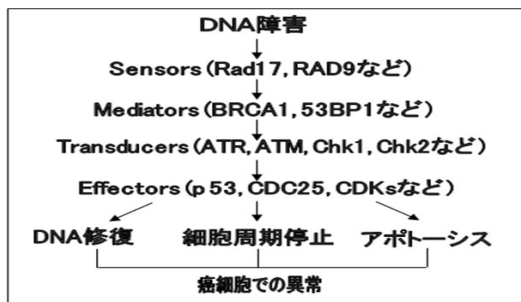 DNA障害
Sensors(Rad17,RAD9など)
Mediators(BRCA1,53BP1など)
Transducers(ATR,ATM,Chk1,Chk2など)
Effectors(p53,CDC25,CDKsなど)
DNA修復 細胞周期停止 アポトーシス
癌細胞での異常